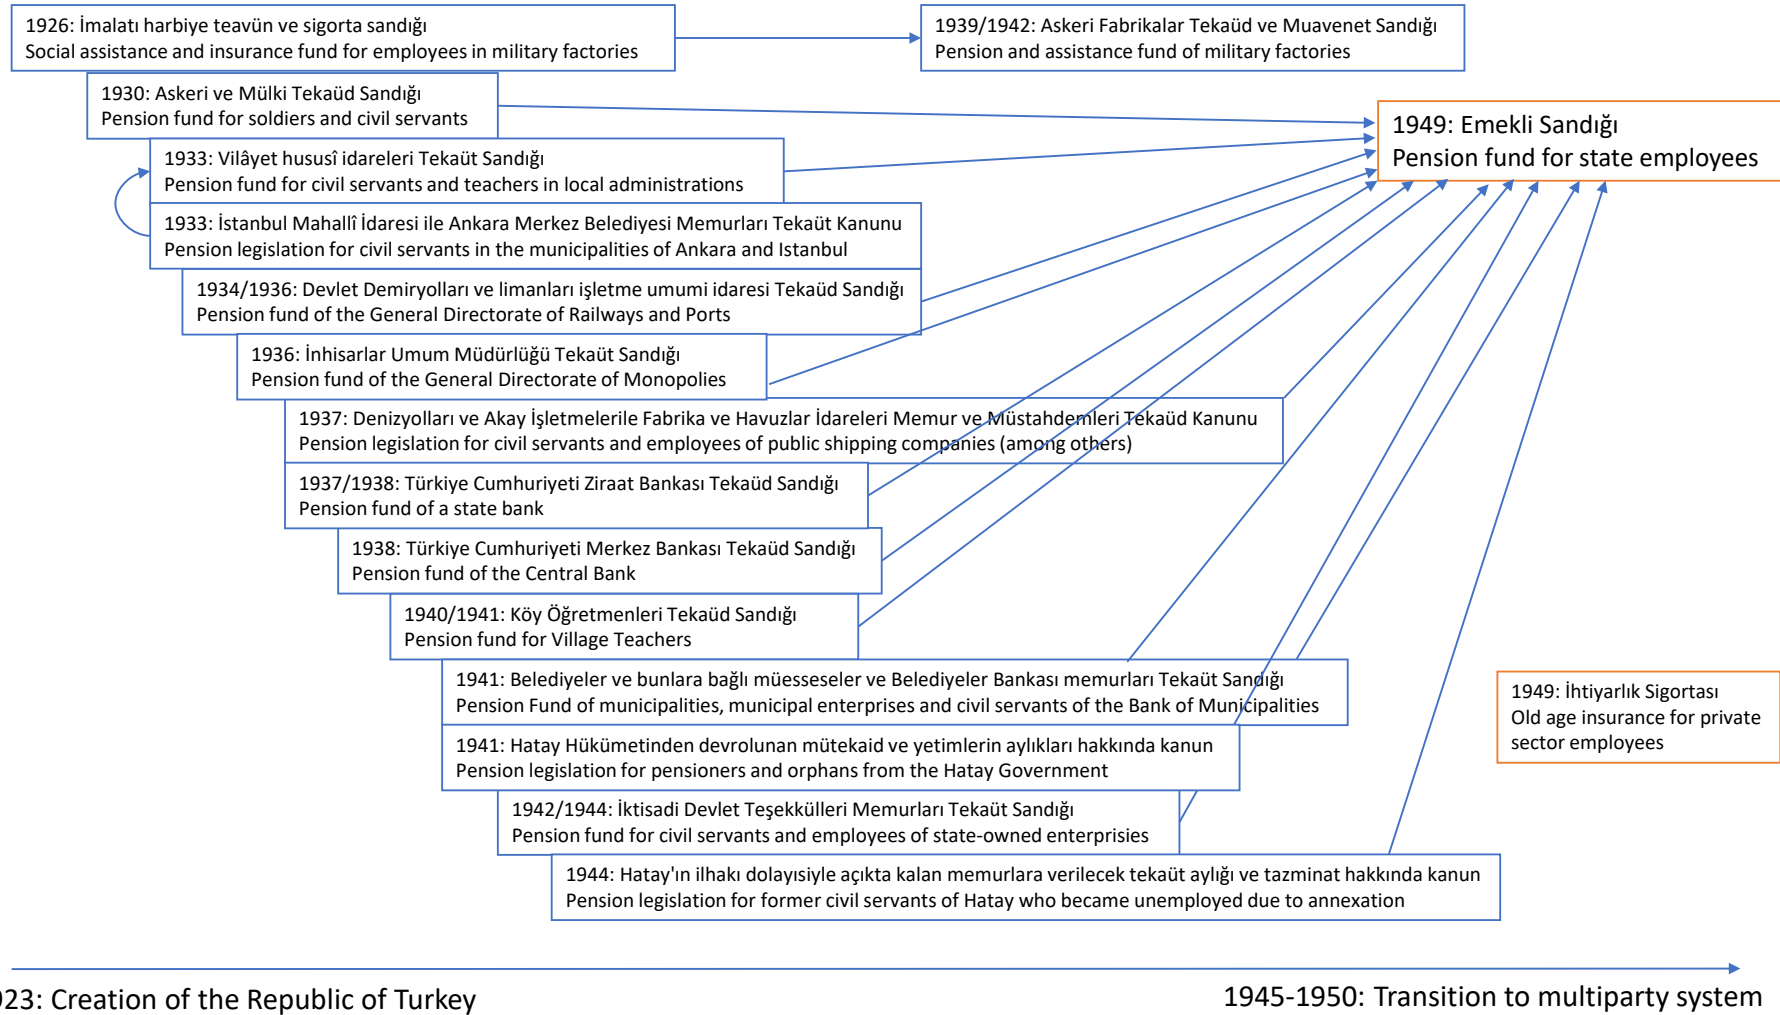 1926: İmalatı harbiye teavün ve sigorta sandığı
Social assistance and insurance fund for employees in military factories
1939/1942: Askeri Fabrikalar Tekaüd ve Muavenet Sandığı
Pension and assistance fund of military factories
1930: Askeri ve Mülki Tekaüd Sandığı
Pension fund for soldiers and civil servants
1949: Emekli Sandığı
Pension fund for state employees
1933: Vilâyet hususî idareleri Tekaüt Sandığı
Pension fund for civil servants and teachers in local administrations
1933: İstanbul Mahallî İdaresi ile Ankara Merkez Belediyesi Memurları Tekaüt Kanunu
Pension legislation for civil servants in the municipalities of Ankara and Istanbul
1934/1936: Devlet Demiryolları ve limanları işletme umumi idaresi Tekaüd Sandığı
Pension fund of the General Directorate of Railways and Ports
1936: İnhisarlar Umum Müdürlüğü Tekaüt Sandığı
Pension fund of the General Directorate of Monopolies
1937: Denizyolları ve Akay İşletmelerile Fabrika ve Havuzlar İdareleri Memur ve Müstahdemleri Tekaüd Kanunu
Pension legislation for civil servants and employees of public shipping companies (among others)
1937/1938: Türkiye Cumhuriyeti Ziraat Bankası Tekaüd Sandığı
Pension fund of a state bank
1938: Türkiye Cumhuriyeti Merkez Bankası Tekaüd Sandığı
Pension fund of the Central Bank
1940/1941: Köy Öğretmenleri Tekaüd Sandığı
Pension fund for Village Teachers
1941: Belediyeler ve bunlara bağlı müesseseler ve Belediyeler Bankası memurları Tekaüt Sandığı
Pension Fund of municipalities, municipal enterprises and civil servants of the Bank of Municipalities
1949: İhtiyarlık Sigortası
Old age insurance for private
sector employees
1941: Hatay Hükümetinden devrolunan mütekaid ve yetimlerin aylıkları hakkında kanun
Pension legislation for pensioners and orphans from the Hatay Government
1942/1944: İktisadi Devlet Teşekkülleri Memurları Tekaüt Sandığı
Pension fund for civil servants and employees of state-owned enterprisies
1944: Hatay'ın ilhakı dolayısiyle açıkta kalan memurlara verilecek tekaüt aylığı ve tazminat hakkında kanun
Pension legislation for former civil servants of Hatay who became unemployed due to annexation
923: Creation of the Republic of Turkey
1945-1950: Transition to multiparty system